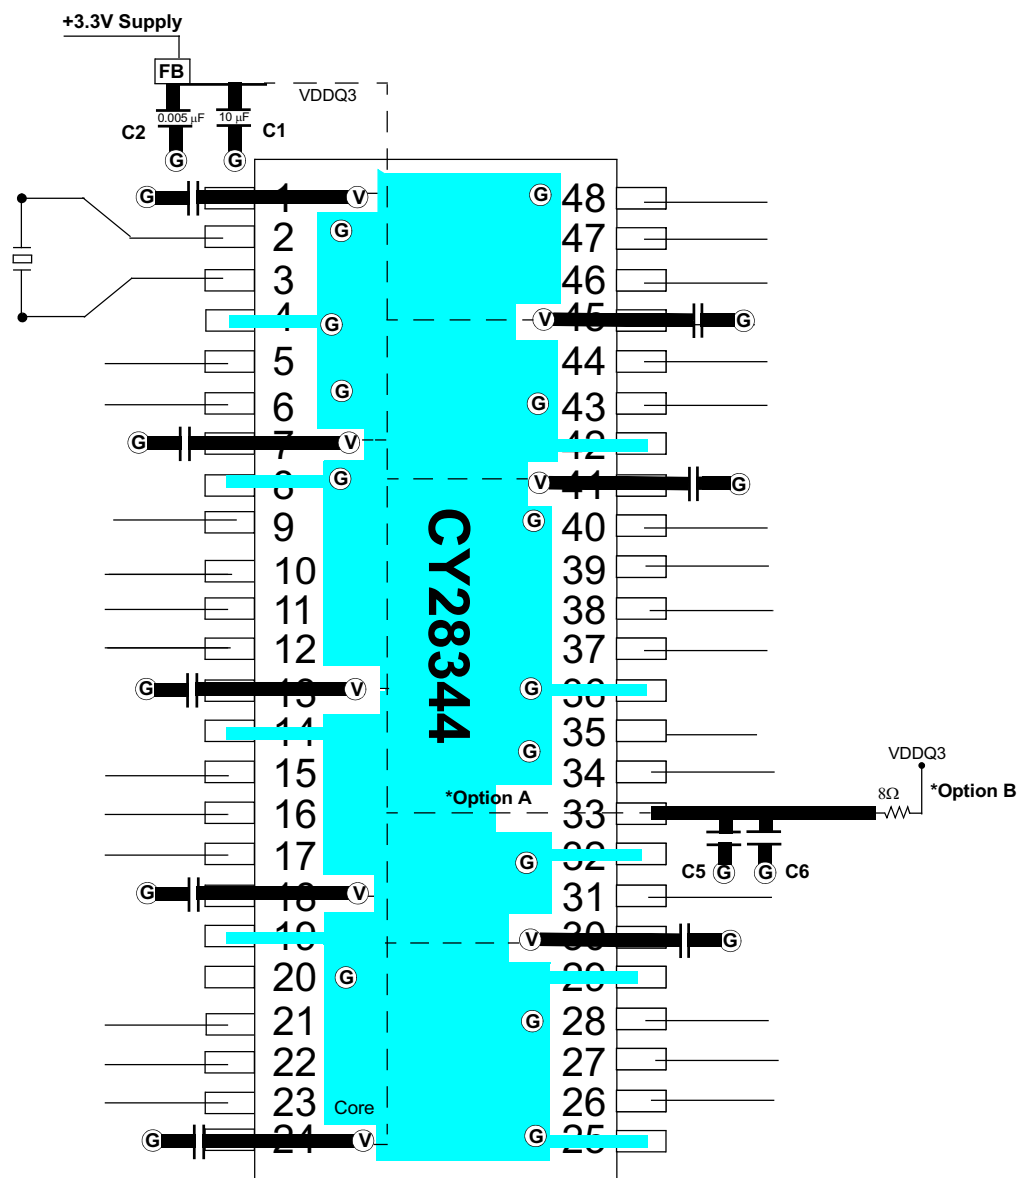 +3.3V Supply
FB
VDDQ3
0.005 µF
10 µF
C2
C1
G
G
G
V
1
G
48
2
G
47
3
46
4
G
V
45
G
5
44
6
G
G
43
G
7
V
42
8
G
V
41
G
9
G
40
10
39
11
38
12
37
G
13
V
G
36
14
35
15
G
34
VDDQ3
*Option A
8Ω
*Option B
16
33
17
G
32
C5
G
G
C6
G
18
V
31
19
V
30
G
20
G
29
21
G
28
22
27
23
Core
26
G
24
V
G
25
CY28344